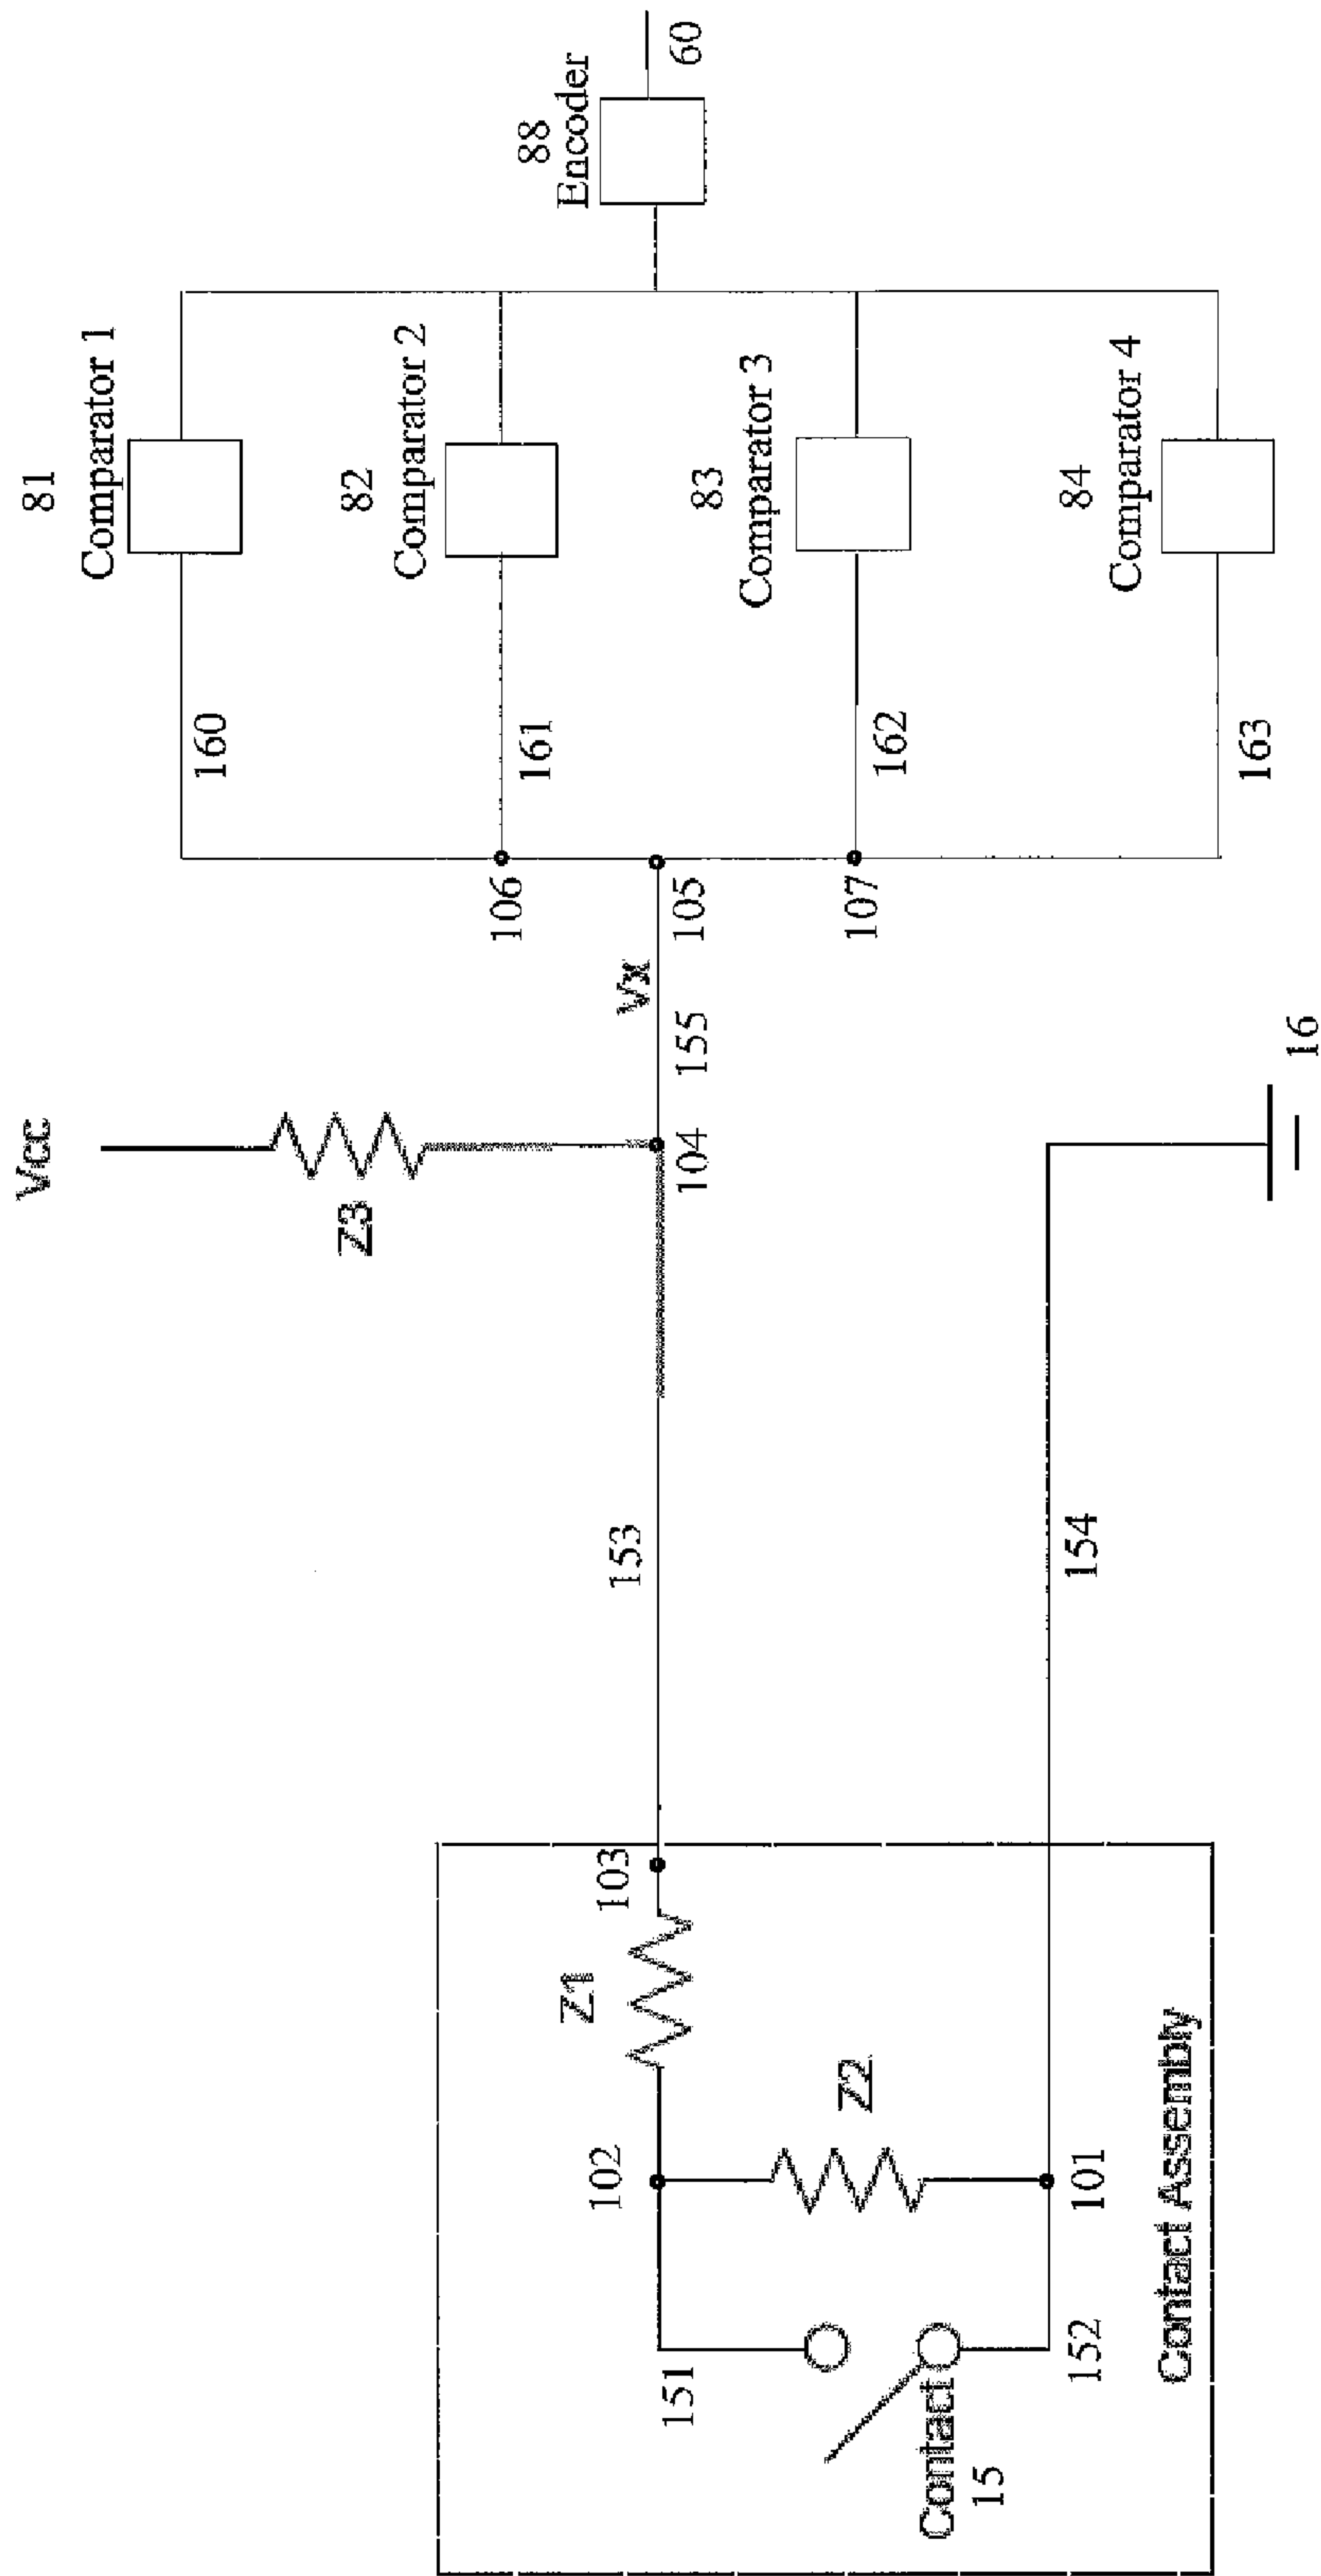 81
Comparator 1
160
82
Comparator 2
161
106
88
Encoder
60
Vcc
Z3
Vx
155
105
104
83
Comparator 3
162
107
84
Comparator 4
163
16
153
154
103
Z1
102
Z2
101
151
152
Contact
15
Contact Assembly